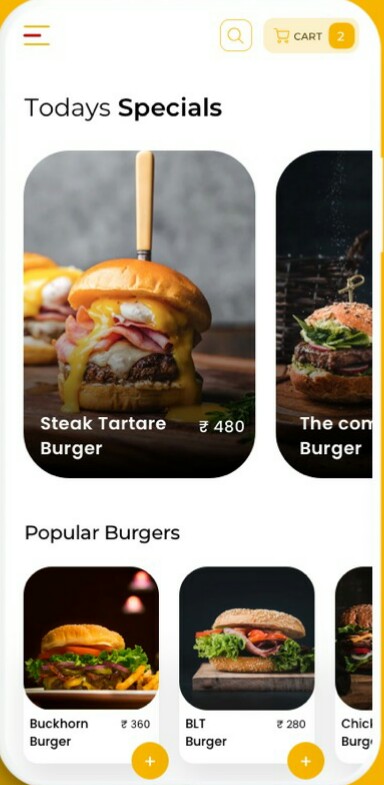 CART 2
Todays Specials
Steak Tartare ₹ 480
Burger
The com
Burger
Popular Burgers
Buckhorn ₹ 360
Burger
BLT ₹ 280
Burger
Chick
Burge
+
+